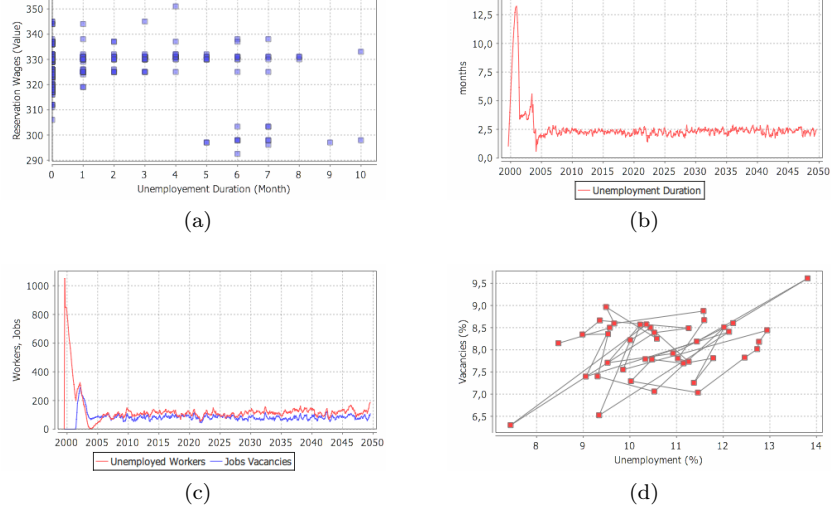 350
340
330
320
310
300
290
Reservation Wages (Value)
0 1 2 3 4 5 6 7 8 9 10
Unemployement Duration (Month)
(a)
12,5
10,0
7,5
5,0
2,5
0,0
months
2000 2005 2010 2015 2020 2025 2030 2035 2040 2045 2050
Unemployment Duration
(b)
1000
800
600
400
200
0
Workers, Jobs
2000 2005 2010 2015 2020 2025 2030 2035 2040 2045 2050
Unemployed Workers Jobs Vacancies
(c)
9,5
9,0
8,5
8,0
7,5
7,0
6,5
Vacancies (%)
8 9 10 11 12 13 14
Unemployment (%)
(d)